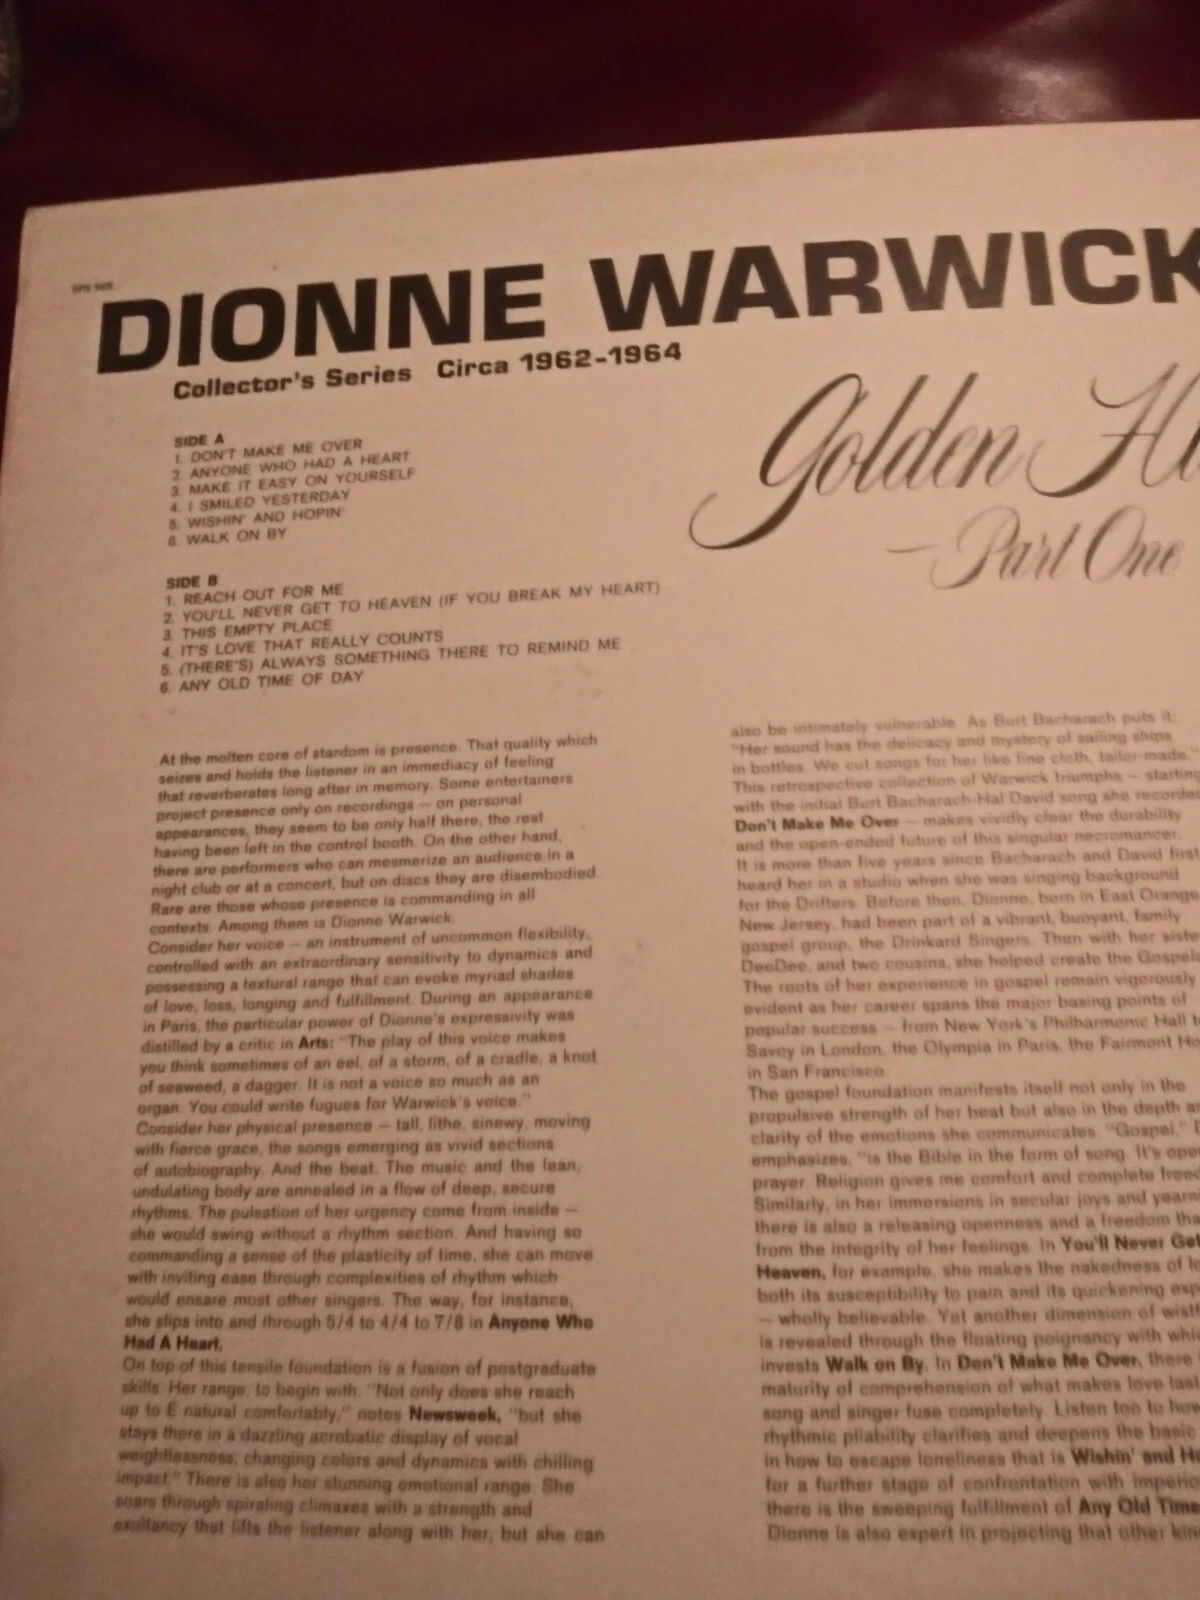 SPS 565
DIONNE WARWICK
Collector's Series Circa 1962-1964
Golden
Part One
SIDE A
1. DON'T MAKE ME OVER
2. ANYONE WHO HAD A HEART
3. MAKE IT EASY ON YOURSELF
4. I SMILED YESTERDAY
5. WISHIN' AND HOPIN'
6. WALK ON BY
SIDE B
1. REACH OUT FOR ME
2. YOU'LL NEVER GET TO HEAVEN (IF YOU BREAK MY HEART)
3. THIS EMPTY PLACE
4. IT'S LOVE THAT REALLY COUNTS
5. (THERE'S) ALWAYS SOMETHING THERE TO REMIND ME
6. ANY OLD TIME OF DAY
At the molten core of stardom is presence. That quality which
seizes and holds the listener in an immediacy of feeling
that reverberates long after in memory. Some entertainers
project presence only on recordings — on personal
appearances, they seem to be only half there, the rest
having been left in the control booth. On the other hand,
there are performers who can mesmerize an audience in a
night club or at a concert, but on discs they are disembodied.
Rare are those whose presence is commanding in all
contexts. Among them is Dionne Warwick.
Consider her voice — an instrument of uncommon flexibility,
controlled with an extraordinary sensitivity to dynamics and
possessing a textural range that can evoke myriad shades
of love, loss, longing and fulfillment. During an appearance
in Paris, the particular power of Dionne's expressivity was
distilled by a critic in Arts: "The play of this voice makes
you think sometimes of an eel, of a storm, of a cradle, a knot
of seaweed, a dagger. It is not a voice so much as an
organ. You could write fugues for Warwick's voice."
Consider her physical presence — tall, lithe, sinewy, moving
with fierce grace, the songs emerging as vivid sections
of autobiography. And the beat. The music and the lean,
undulating body are annealed in a flow of deep, secure
rhythms. The pulsation of her urgency come from inside —
she would swing without a rhythm section. And having so
commanding a sense of the plasticity of time, she can move
with inviting ease through complexities of rhythm which
would ensare most other singers. The way, for instance,
she slips into and through 5/4 to 4/4 to 7/8 in Anyone Who
Had A Heart.
On top of this tensile foundation is a fusion of postgraduate
skills. Her range, to begin with. "Not only does she reach
up to E natural comfortably," notes Newsweek, "but she
stays there in a dazzling acrobatic display of vocal
weightlessness, changing colors and dynamics with chilling
impact." There is also her stunning emotional range. She
soars through spiraling climaxes with a strength and
exultancy that lifts the listener along with her, but she can
also be intimately vulnerable. As Burt Bacharach puts it:
"Her sound has the delicacy and mystery of sailing ships
in bottles. We cut songs for her like fine cloth, tailor-made."
This retrospective collection of Warwick triumphs — starting
with the initial Burt Bacharach-Hal David song she recorded
Don't Make Me Over — makes vividly clear the durability
and the open-ended future of this singular necromancer.
It is more than five years since Bacharach and David first
heard her in a studio when she was singing background
for the Drifters. Before then, Dionne, born in East Orange,
New Jersey, had been part of a vibrant, buoyant, family
gospel group, the Drinkard Singers. Then with her siste
DeeDee, and two cousins, she helped create the Gospela
The roots of her experience in gospel remain vigorously
evident as her career spans the major basing points of
popular success — from New York's Philharmonic Hall t
Savoy in London, the Olympia in Paris, the Fairmont Ho
in San Francisco.
The gospel foundation manifests itself not only in the
propulsive strength of her beat but also in the depth a
clarity of the emotions she communicates. "Gospel,"
emphasizes, "is the Bible in the form of song. It's ope
prayer. Religion gives me comfort and complete free
Similarly, in her immersions in secular joys and yearn
there is also a releasing openness and a freedom tha
from the integrity of her feelings. In You'll Never Get
Heaven, for example, she makes the nakedness of lo
both its susceptibility to pain and its quickening exp
— wholly believable. Yet another dimension of wistf
is revealed through the floating poignancy with whic
invests Walk on By. In Don't Make Me Over, there
maturity of comprehension of what makes love last
song and singer fuse completely. Listen too to how
rhythmic pliability clarifies and deepens the basic
in how to escape loneliness that is Wishin' and Ho
for a further stage of confrontation with imperio
there is the sweeping fulfillment of Any Old Time
Dionne is also expert in projecting that other kin